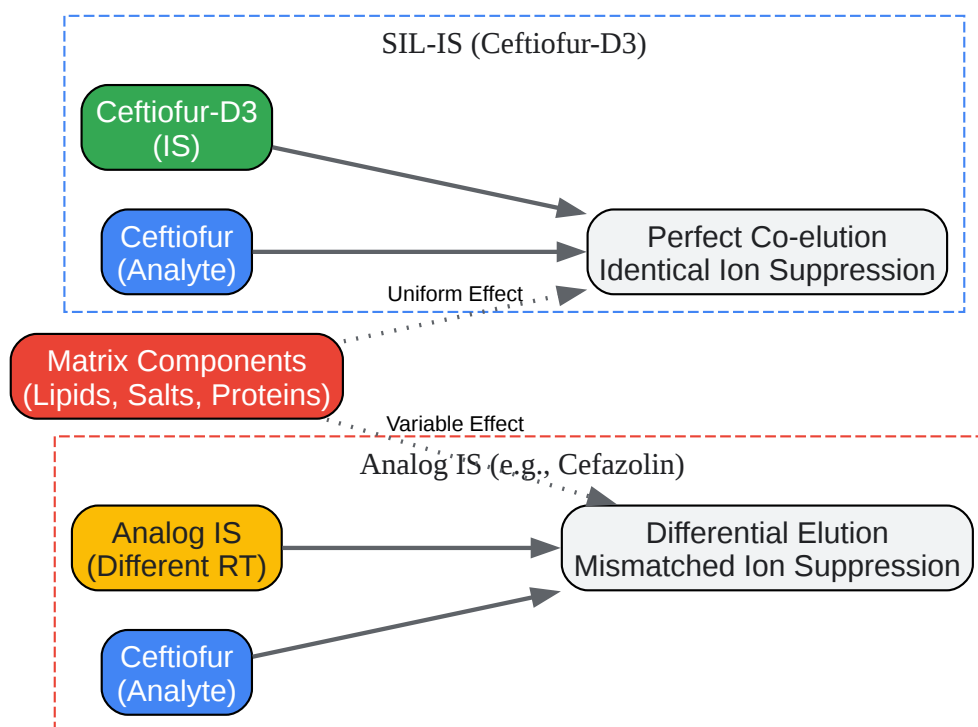 SIL-IS (Ceftiofur-D3)
Ceftiofur-D3
(IS)
Ceftiofur
(Analyte)
Perfect Co-elution
Identical Ion Suppression
Uniform Effect
Matrix Components
(Lipids, Salts, Proteins)
Variable Effect
Analog IS (e.g., Cefazolin)
Analog IS
(Different RT)
Differential Elution
Mismatched Ion Suppression
Ceftiofur
(Analyte)